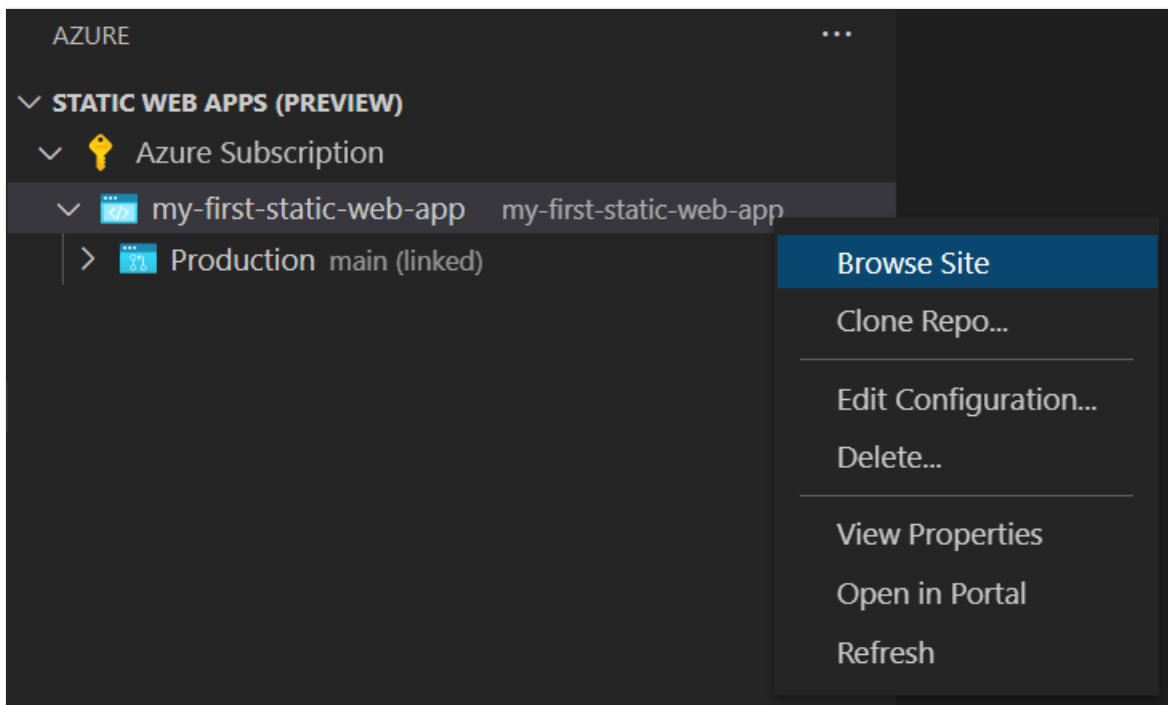 AZURE ...
STATIC WEB APPS (PREVIEW)
Azure Subscription
my-first-static-web-app my-first-static-web-app
Production main (linked)
Browse Site
Clone Repo...
Edit Configuration...
Delete...
View Properties
Open in Portal
Refresh